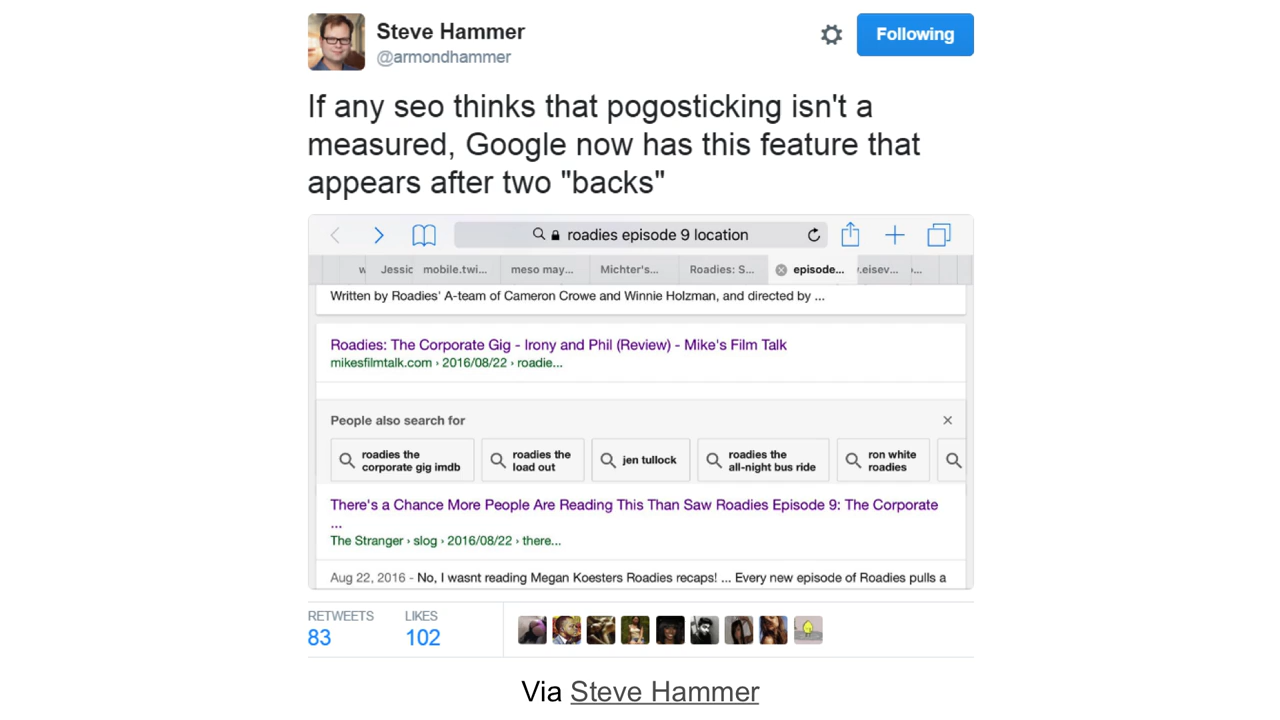 Steve Hammer
@armondhammer
Following
If any seo thinks that pogosticking isn't a
measured, Google now has this feature that
appears after two "backs"
roadies episode 9 location
w Jessic mobile.twi... meso may... Michter's... Roadies: S... episode... .eisev...
Written by Roadies' A-team of Cameron Crowe and Winnie Holzman, and directed by ...
Roadies: The Corporate Gig - Irony and Phil (Review) - Mike's Film Talk
mikesfilmtalk.com › 2016/08/22 › roadie...
People also search for
roadies the
corporate gig imdb
roadies the
load out
jen tullock
roadies the
all-night bus ride
ron white
roadies
There's a Chance More People Are Reading This Than Saw Roadies Episode 9: The Corporate
...
The Stranger › slog › 2016/08/22 › there...
Aug 22, 2016 - No, I wasnt reading Megan Koesters Roadies recaps! ... Every new episode of Roadies pulls a
RETWEETS
83
LIKES
102
Via Steve Hammer